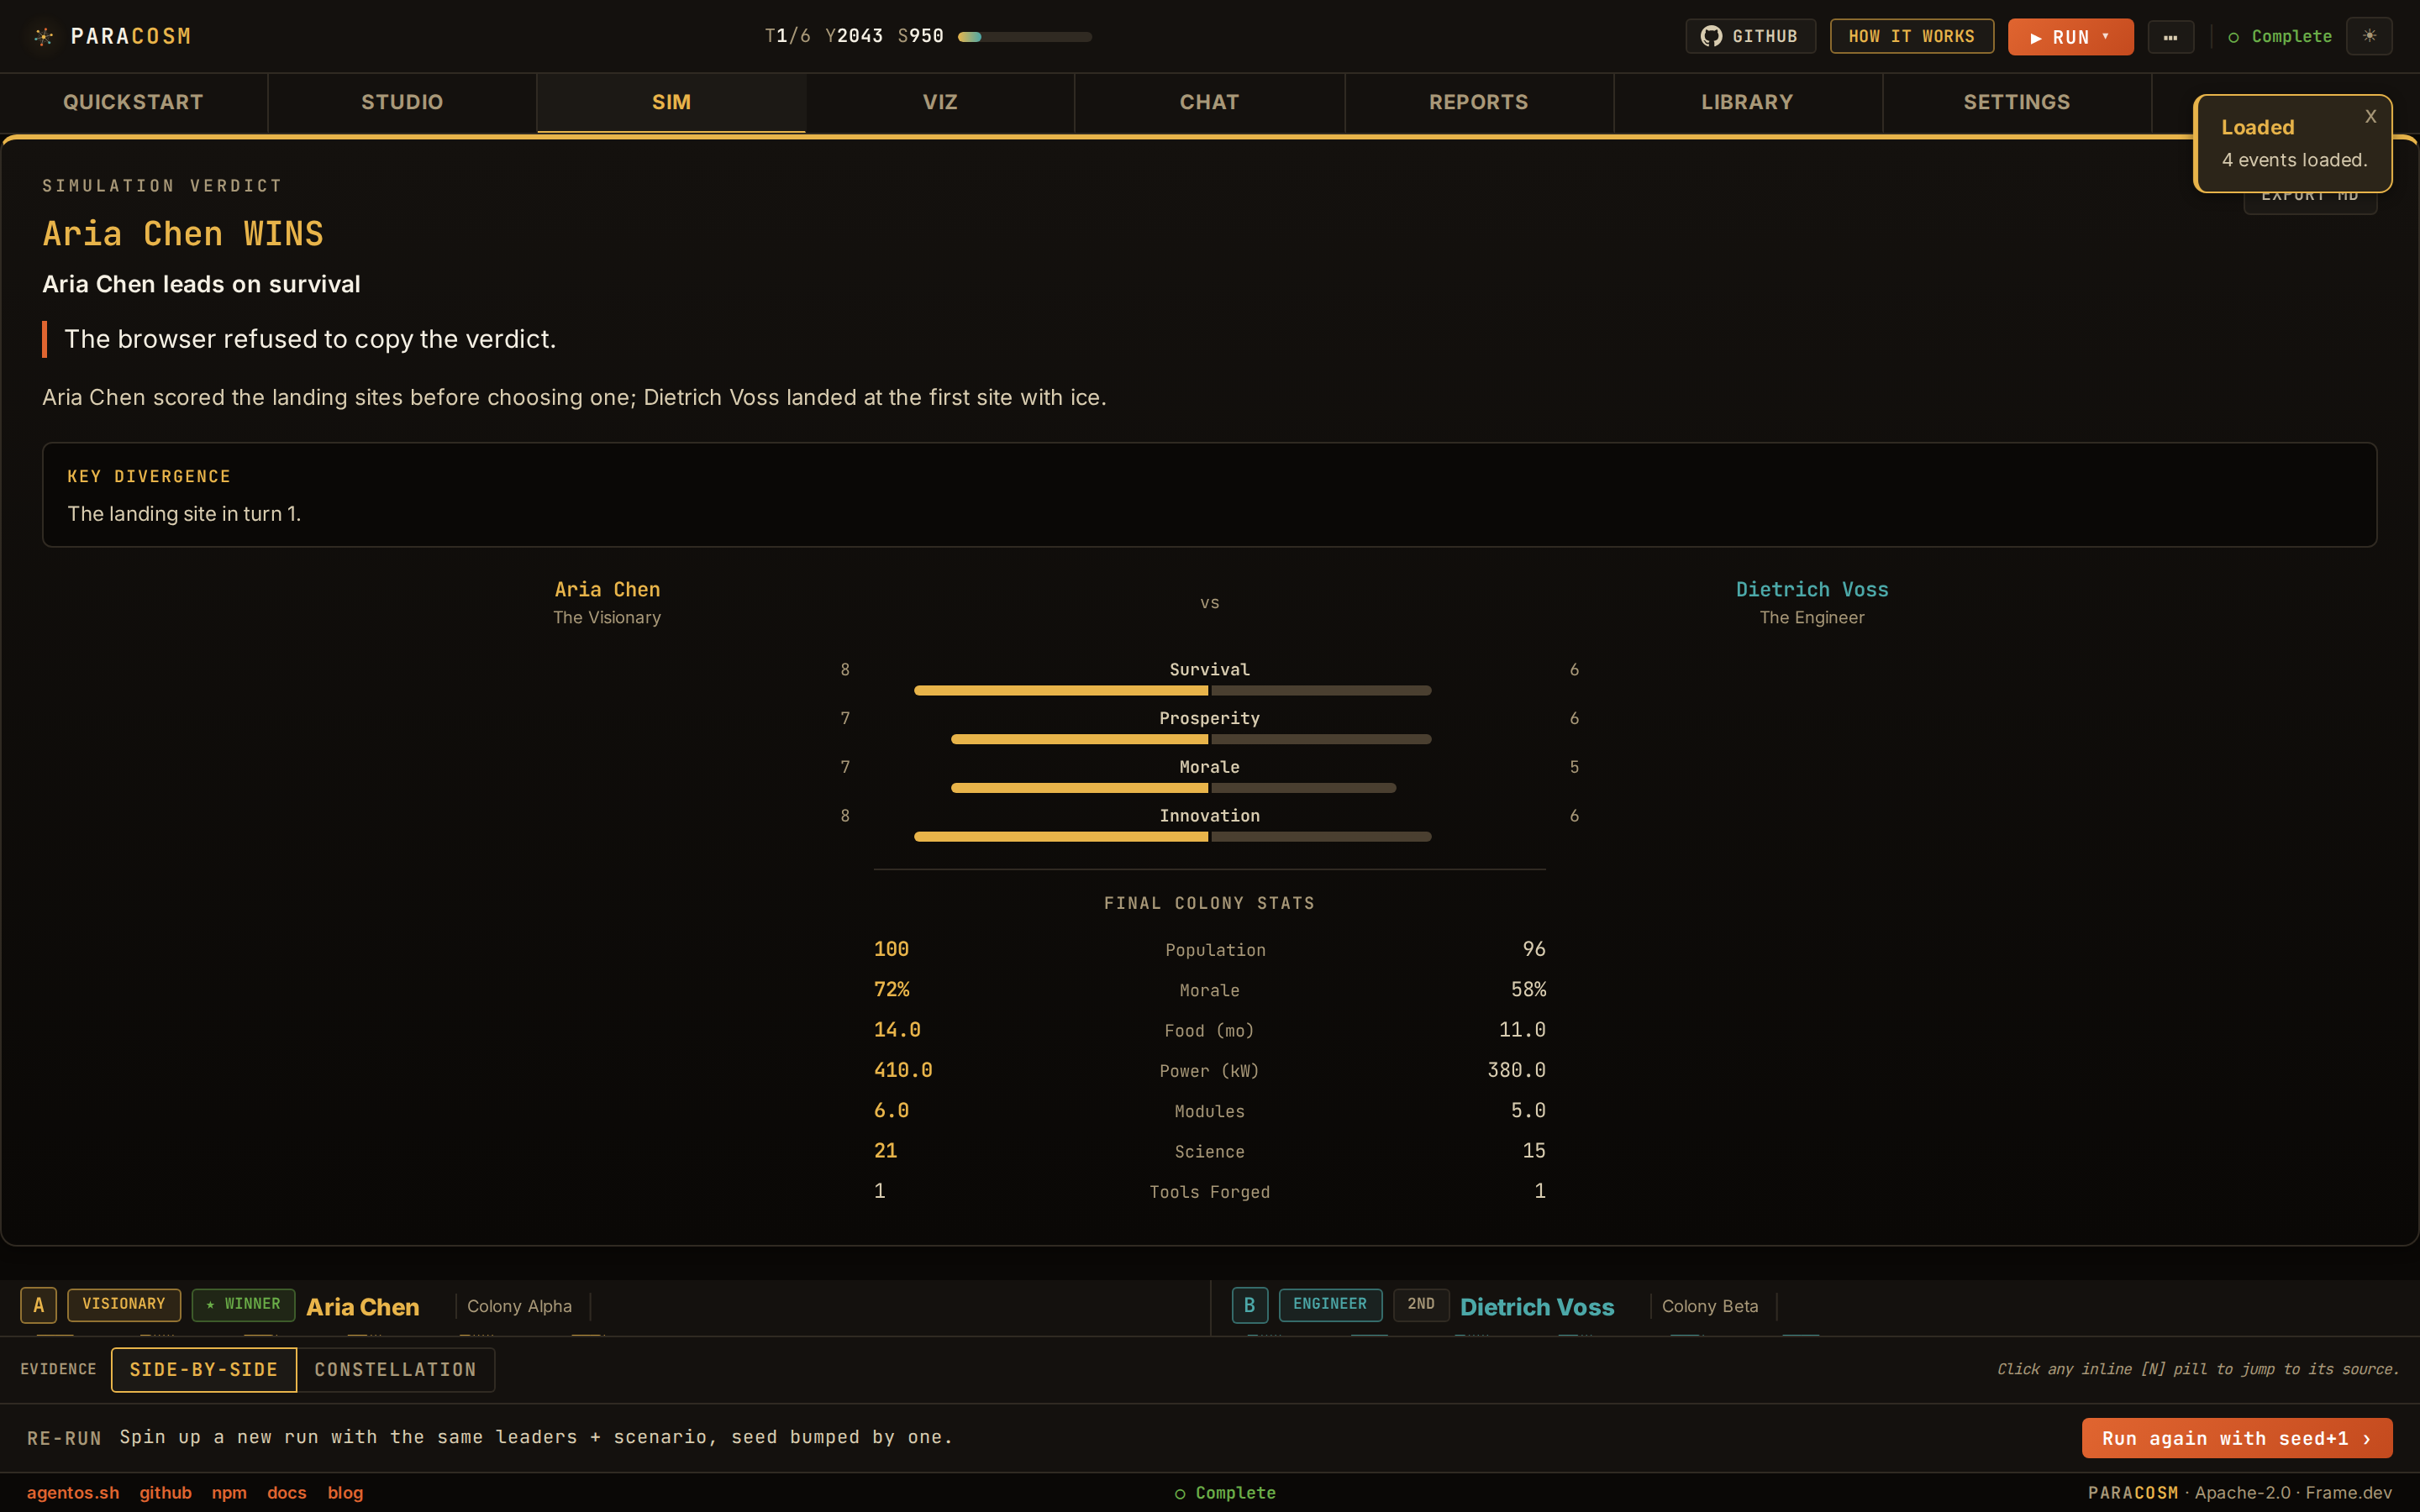 PARACOSM
T1/6 Y2043 S950
GITHUB
HOW IT WORKS
▶ RUN ▾
Complete
QUICKSTART
STUDIO
SIM
VIZ
CHAT
REPORTS
LIBRARY
SETTINGS
Loaded
X
4 events loaded.
SIMULATION VERDICT
EXPORT MD
Aria Chen WINS
Aria Chen leads on survival
The browser refused to copy the verdict.
Aria Chen scored the landing sites before choosing one; Dietrich Voss landed at the first site with ice.
KEY DIVERGENCE
The landing site in turn 1.
Aria Chen
The Visionary
vs
Dietrich Voss
The Engineer
8 Survival 6
7 Prosperity 6
7 Morale 5
8 Innovation 6
FINAL COLONY STATS
100 Population 96
72% Morale 58%
14.0 Food (mo) 11.0
410.0 Power (kW) 380.0
6.0 Modules 5.0
21 Science 15
1 Tools Forged 1
A VISIONARY ★ WINNER Aria Chen Colony Alpha
B ENGINEER 2ND Dietrich Voss Colony Beta
EVIDENCE SIDE-BY-SIDE CONSTELLATION
Click any inline [N] pill to jump to its source.
RE-RUN Spin up a new run with the same leaders + scenario, seed bumped by one.
Run again with seed+1 ›
agentos.sh github npm docs blog
Complete
PARACOSM · Apache-2.0 · Frame.dev